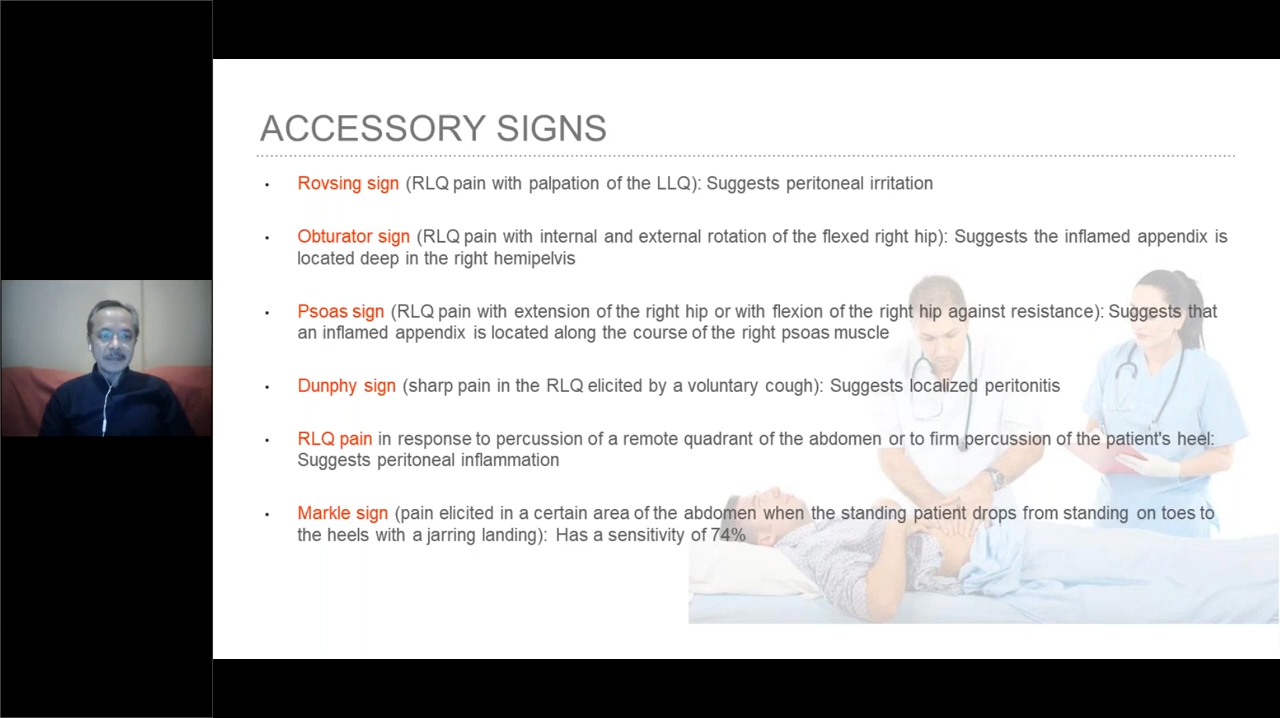 ACCESSORY SIGNS
• Rovsing sign (RLQ pain with palpation of the LLQ): Suggests peritoneal irritation
• Obturator sign (RLQ pain with internal and external rotation of the flexed right hip): Suggests the inflamed appendix is
located deep in the right hemipelvis
• Psoas sign (RLQ pain with extension of the right hip or with flexion of the right hip against resistance): Suggests that
an inflamed appendix is located along the course of the right psoas muscle
• Dunphy sign (sharp pain in the RLQ elicited by a voluntary cough): Suggests localized peritonitis
• RLQ pain in response to percussion of a remote quadrant of the abdomen or to firm percussion of the patient's heel:
Suggests peritoneal inflammation
• Markle sign (pain elicited in a certain area of the abdomen when the standing patient drops from standing on toes to
the heels with a jarring landing): Has a sensitivity of 74%